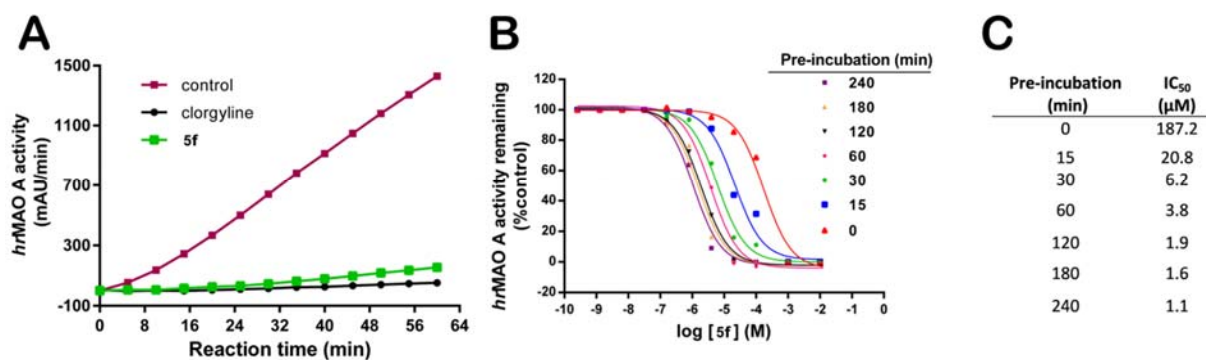 A
hrMAO A activity
(mAU/min)
1500
1100
700
300
-100
control
clorgyline
5f
0 8 16 24 32 40 48 56 64
Reaction time (min)
B
hrMAO A activity remaining
(%control)
120
100
80
60
40
20
0
-20
-10 -9 -8 -7 -6 -5 -4 -3 -2 -1 0
log [5f] (M)
Pre-incubation (min)
240
180
120
60
30
15
0
C
Pre-incubation IC50
(min) (µM)
0 187.2
15 20.8
30 6.2
60 3.8
120 1.9
180 1.6
240 1.1